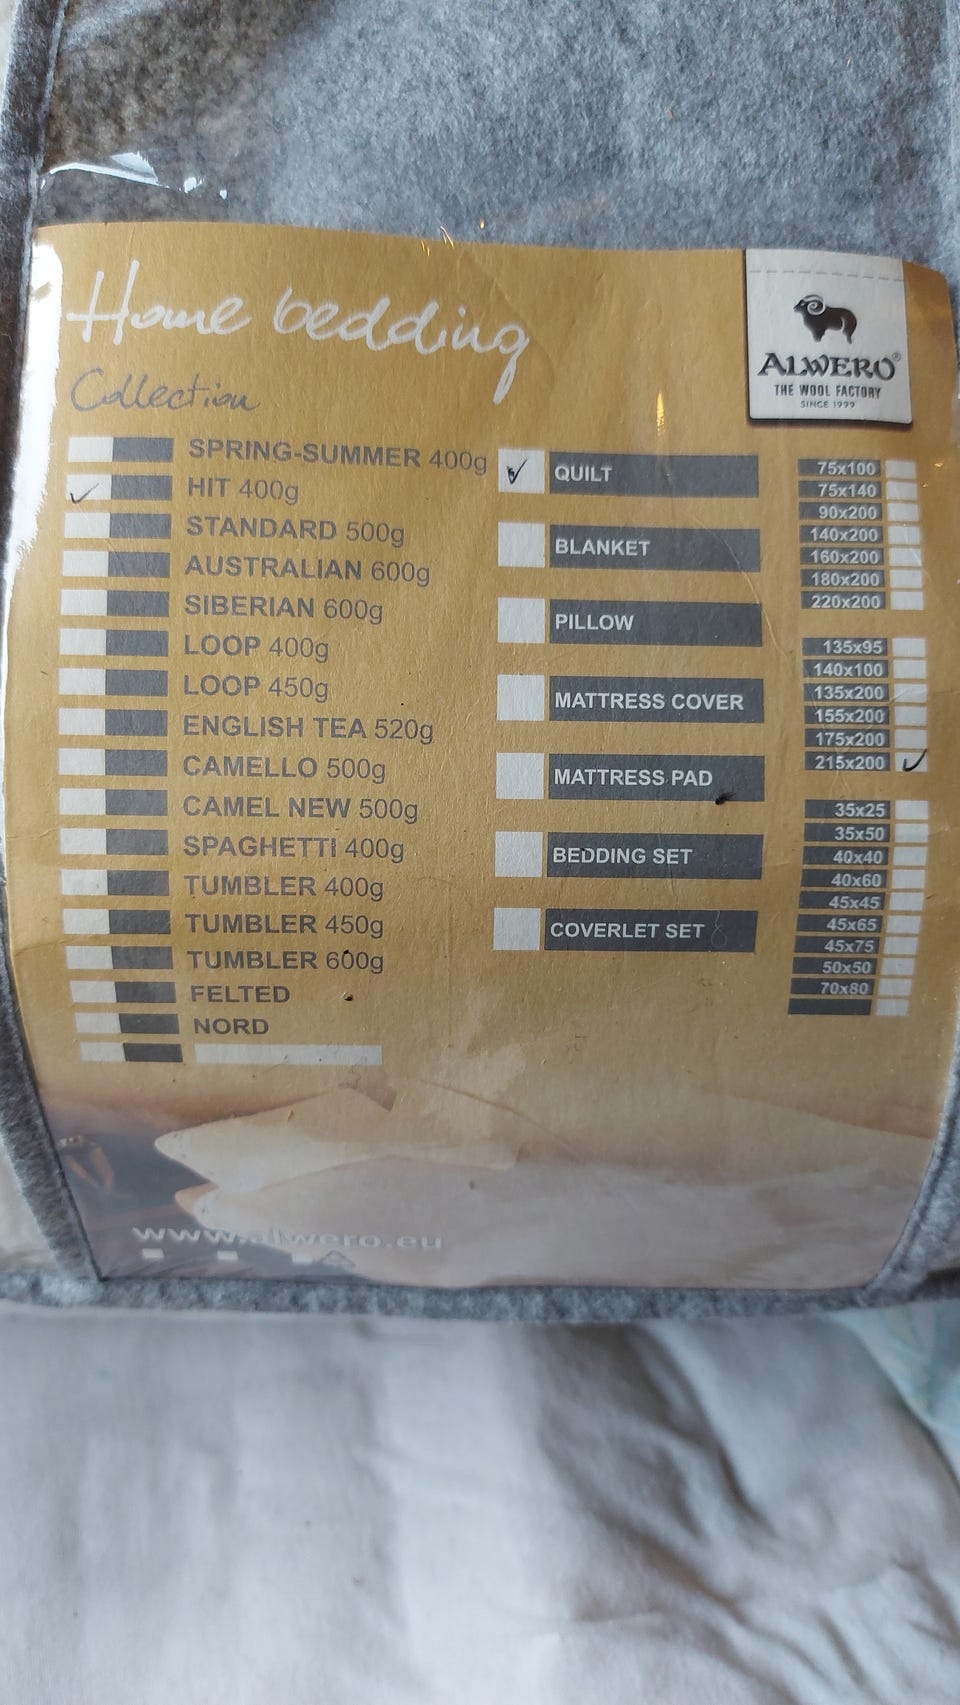 Home bedding
Collection
ALWERO®
THE WOOL FACTORY
SINCE 1999
SPRING-SUMMER 400g
✓ HIT 400g
STANDARD 500g
AUSTRALIAN 600g
SIBERIAN 600g
LOOP 400g
LOOP 450g
ENGLISH TEA 520g
CAMELLO 500g
CAMEL NEW 500g
SPAGHETTI 400g
TUMBLER 400g
TUMBLER 450g
TUMBLER 600g
FELTED
NORD
✓ QUILT
BLANKET
PILLOW
MATTRESS COVER
MATTRESS PAD
BEDDING SET
COVERLET SET
75x100
75x140
90x200
140x200
160x200
180x200
220x200
135x95
140x100
135x200
155x200
175x200
215x200 ✓
35x25
35x50
40x40
40x60
45x45
45x65
45x75
50x50
70x80
www.alwero.eu